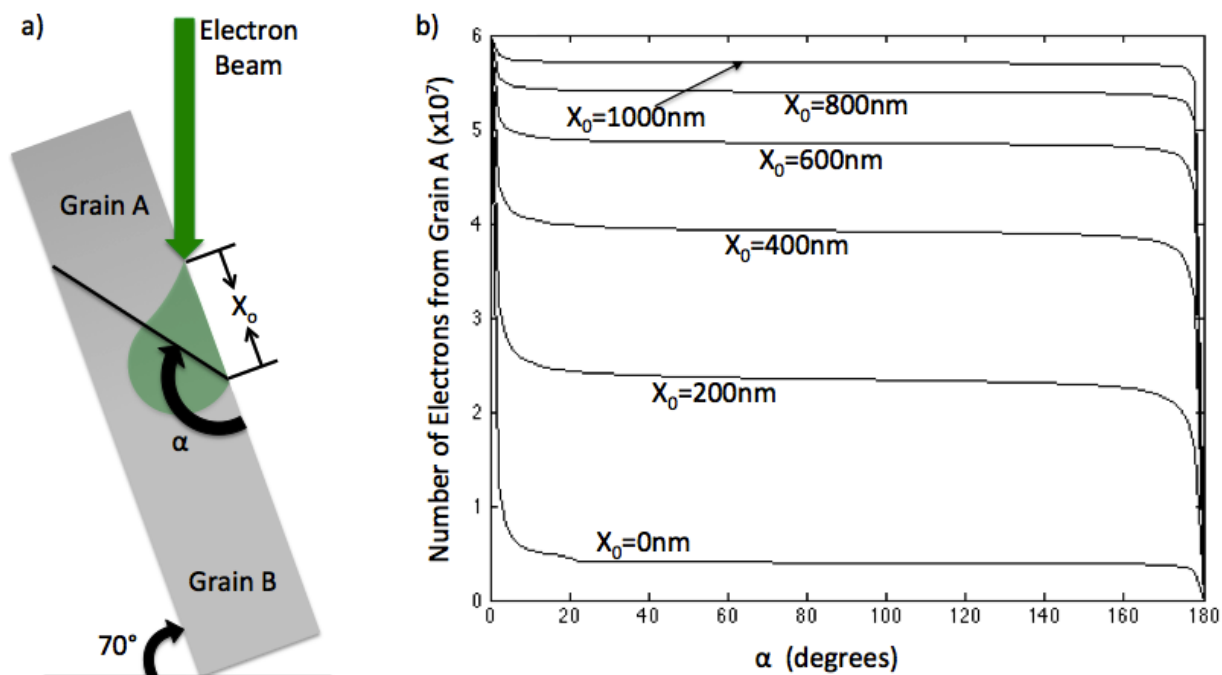 a)
Electron
Beam
Grain A
Xo
α
Grain B
70°
b)
Number of Electrons from Grain A (x10⁷)
6
5
4
3
2
1
0
X₀=1000nm
X₀=800nm
X₀=600nm
X₀=400nm
X₀=200nm
X₀=0nm
0 20 40 60 80 100 120 140 160 180
α (degrees)